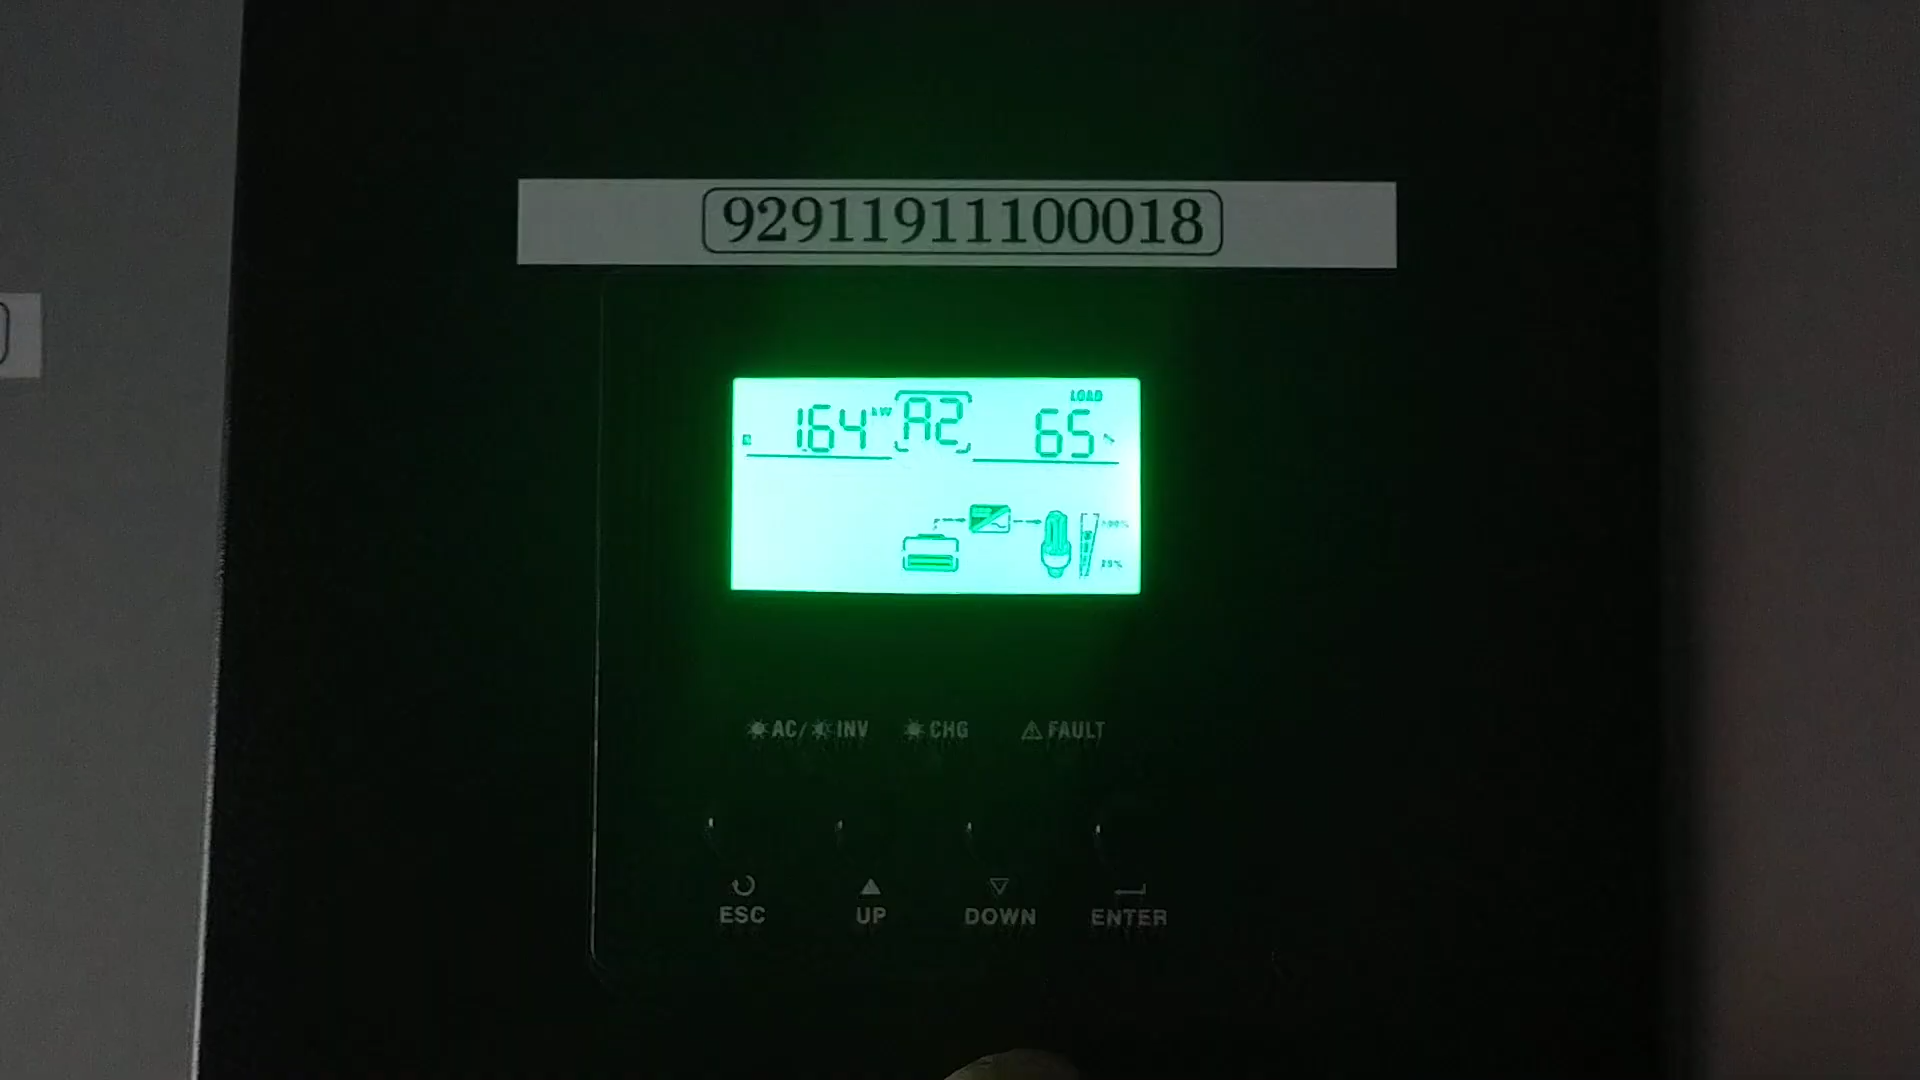 92911911100018
LOAD
1.64 kW A2 65 %
100%
25%
AC/ INV CHG FAULT
ESC UP DOWN ENTER